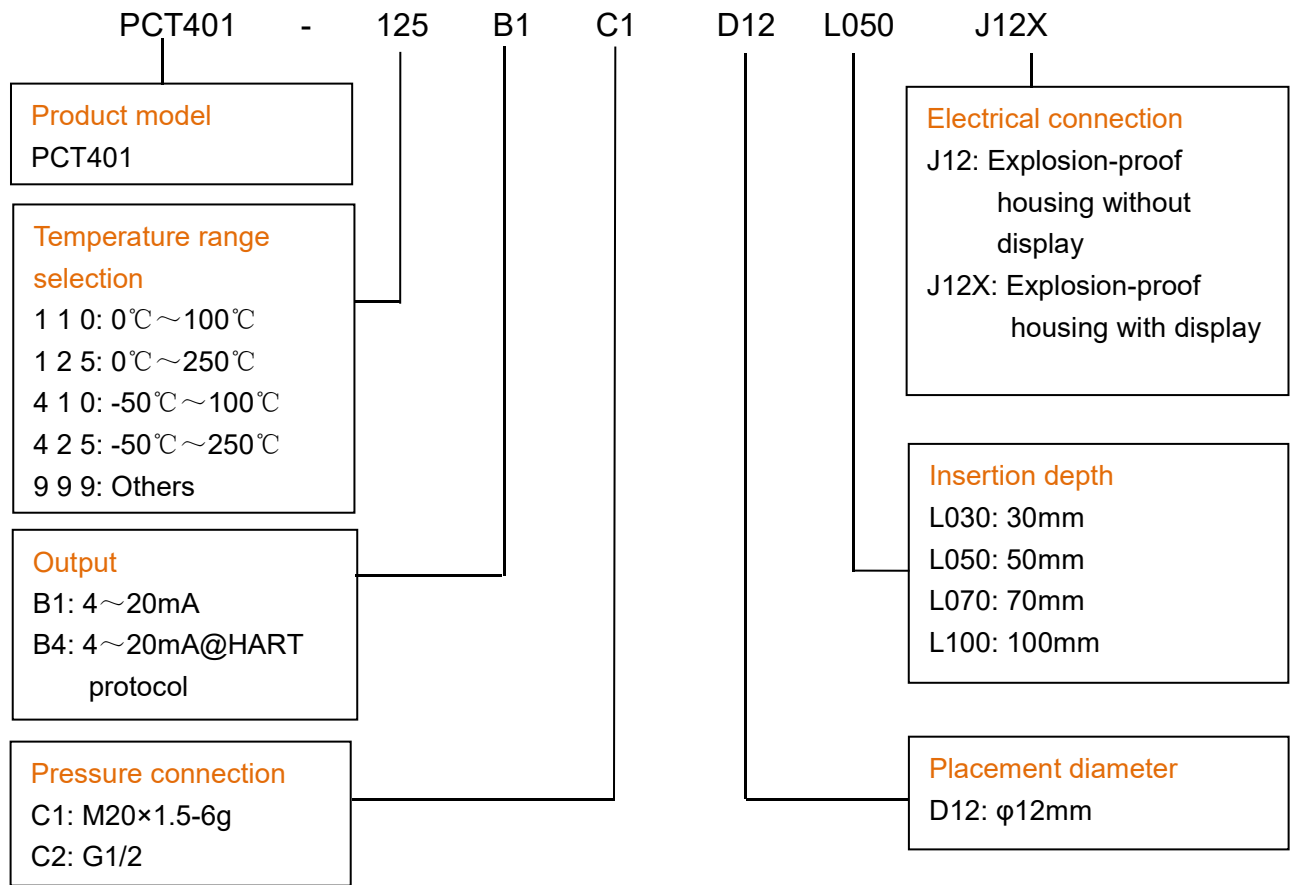 PCT401 - 125 B1 C1 D12 L050 J12X
Product model
PCT401
Temperature range
selection
1 1 0: 0℃～100℃
1 2 5: 0℃～250℃
4 1 0: -50℃～100℃
4 2 5: -50℃～250℃
9 9 9: Others
Output
B1: 4～20mA
B4: 4～20mA@HART
protocol
Pressure connection
C1: M20×1.5-6g
C2: G1/2
Electrical connection
J12: Explosion-proof
housing without
display
J12X: Explosion-proof
housing with display
Insertion depth
L030: 30mm
L050: 50mm
L070: 70mm
L100: 100mm
Placement diameter
D12: φ12mm